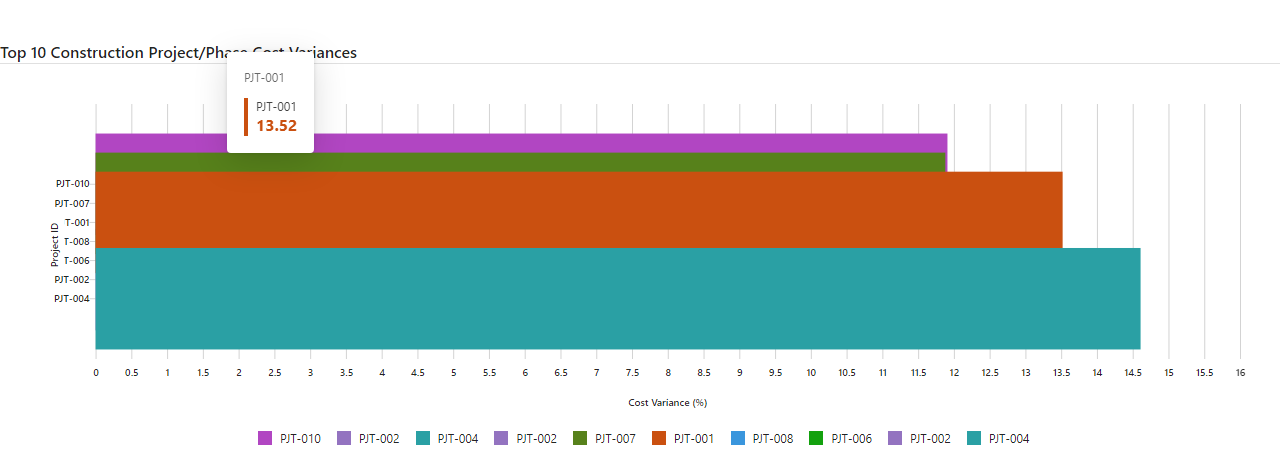 Top 10 Construction Project/Phase Cost Variances
PJT-001
PJT-001
13.52
PJT-010
PJT-007
T-001
T-008
T-006
PJT-002
PJT-004
Project ID
0 0.5 1 1.5 2 2.5 3 3.5 4 4.5 5 5.5 6 6.5 7 7.5 8 8.5 9 9.5 10 10.5 11 11.5 12 12.5 13 13.5 14 14.5 15 15.5 16
Cost Variance (%)
PJT-010 PJT-002 PJT-004 PJT-002 PJT-007 PJT-001 PJT-008 PJT-006 PJT-002 PJT-004